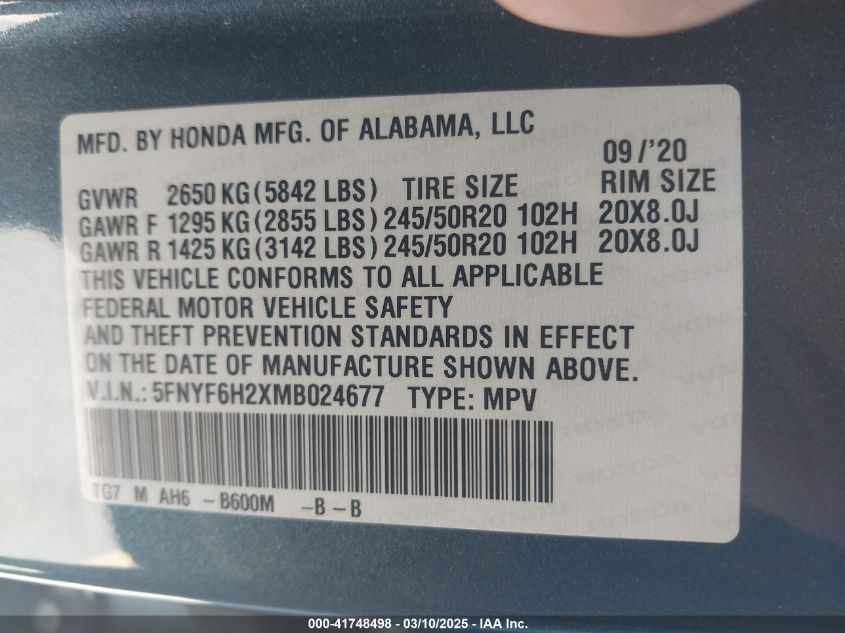 MFD. BY HONDA MFG. OF ALABAMA, LLC
09/'20
GVWR 2650 KG (5842 LBS) TIRE SIZE RIM SIZE
GAWR F 1295 KG (2855 LBS) 245/50R20 102H 20X8.0J
GAWR R 1425 KG (3142 LBS) 245/50R20 102H 20X8.0J
THIS VEHICLE CONFORMS TO ALL APPLICABLE
FEDERAL MOTOR VEHICLE SAFETY
AND THEFT PREVENTION STANDARDS IN EFFECT
ON THE DATE OF MANUFACTURE SHOWN ABOVE.
V.I.N.: 5FNYF6H2XMB024677 TYPE: MPV
TG7 M AH6 - B600M - B - B
000-41748498 - 03/10/2025 - IAA Inc.